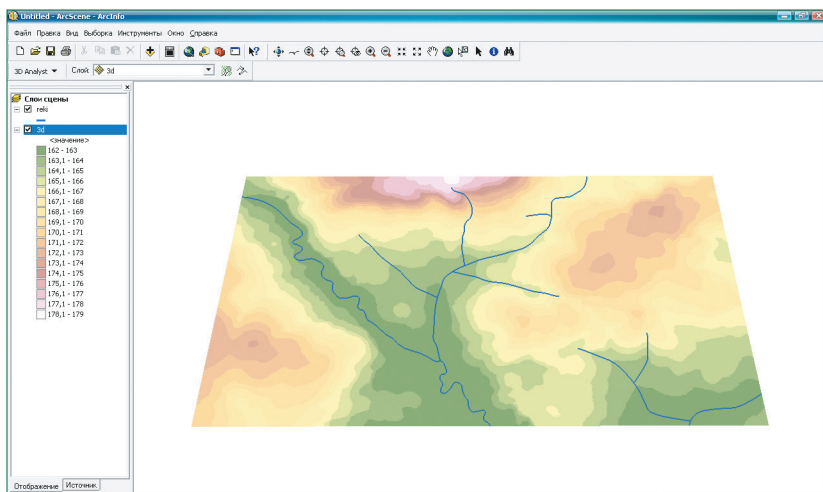 Untitled - ArcScene - ArcInfo
Файл Правка Вид Выборка Инструменты Окно Справка
3D Analyst Слой: 3d
Слои сцены
reki
3d
<значение>
162 - 163
163,1 - 164
164,1 - 165
165,1 - 166
166,1 - 167
167,1 - 168
168,1 - 169
169,1 - 170
170,1 - 171
171,1 - 172
172,1 - 173
173,1 - 174
174,1 - 175
175,1 - 176
176,1 - 177
177,1 - 178
178,1 - 179
Отображение Источник